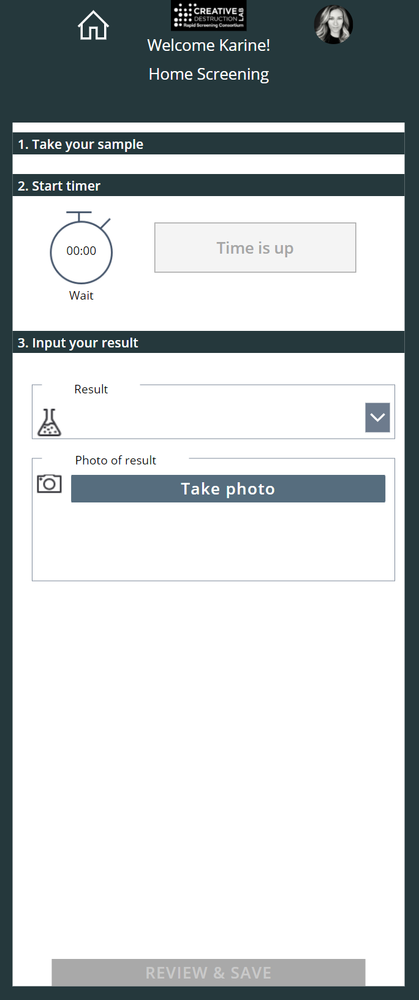 CREATIVE
DESTRUCTION
LAB
Rapid Screening Consortium
Welcome Karine!
Home Screening
1. Take your sample
2. Start timer
00:00
Time is up
Wait
3. Input your result
Result
Photo of result
Take photo
REVIEW & SAVE